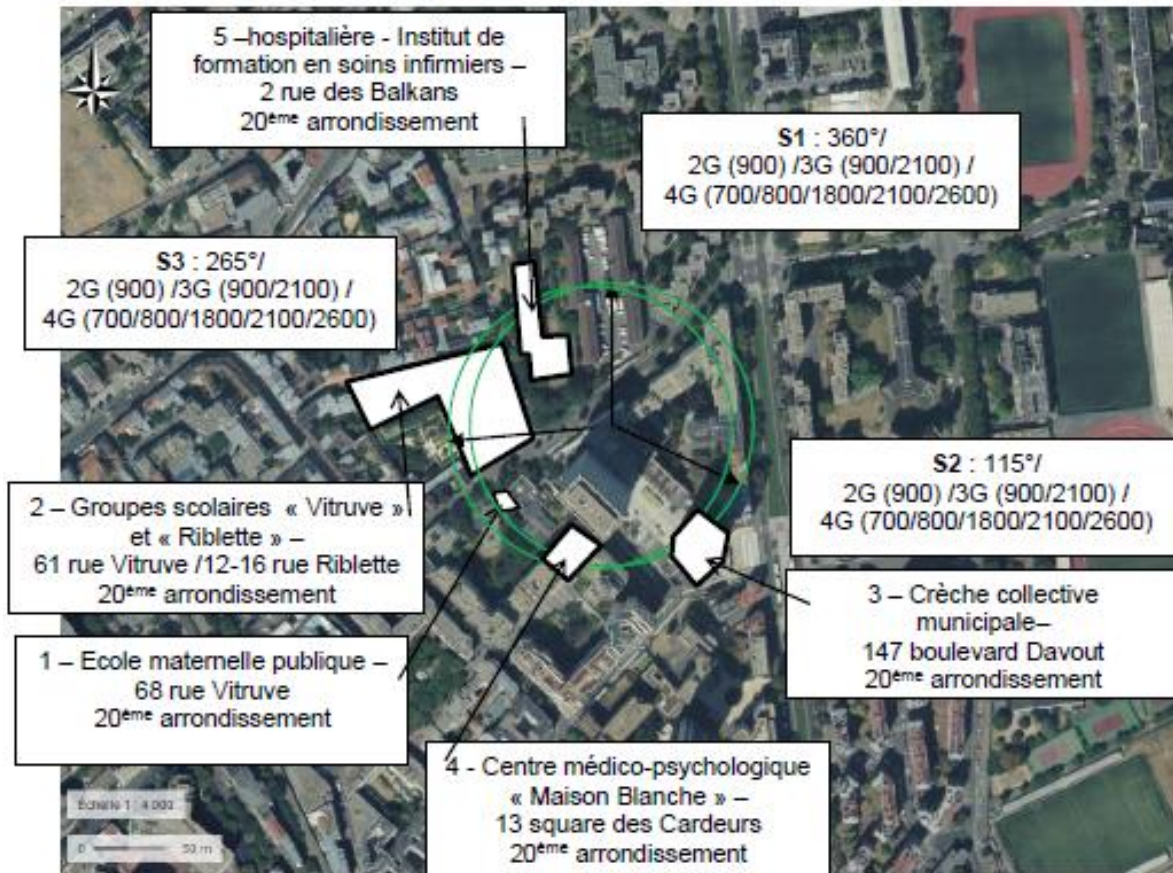 5 –hospitalière - Institut de
formation en soins infirmiers –
2 rue des Balkans
20ème arrondissement
S1 : 360°/
2G (900) /3G (900/2100) /
4G (700/800/1800/2100/2600)
S3 : 265°/
2G (900) /3G (900/2100) /
4G (700/800/1800/2100/2600)
S2 : 115°/
2G (900) /3G (900/2100) /
4G (700/800/1800/2100/2600)
2 – Groupes scolaires « Vitruve »
et « Riblette » –
61 rue Vitruve /12-16 rue Riblette
20ème arrondissement
3 – Crèche collective
municipale–
147 boulevard Davout
20ème arrondissement
1 – Ecole maternelle publique –
68 rue Vitruve
20ème arrondissement
4 - Centre médico-psychologique
« Maison Blanche » –
13 square des Cardeurs
20ème arrondissement
Echelle 1 : 4 000
0 50 m